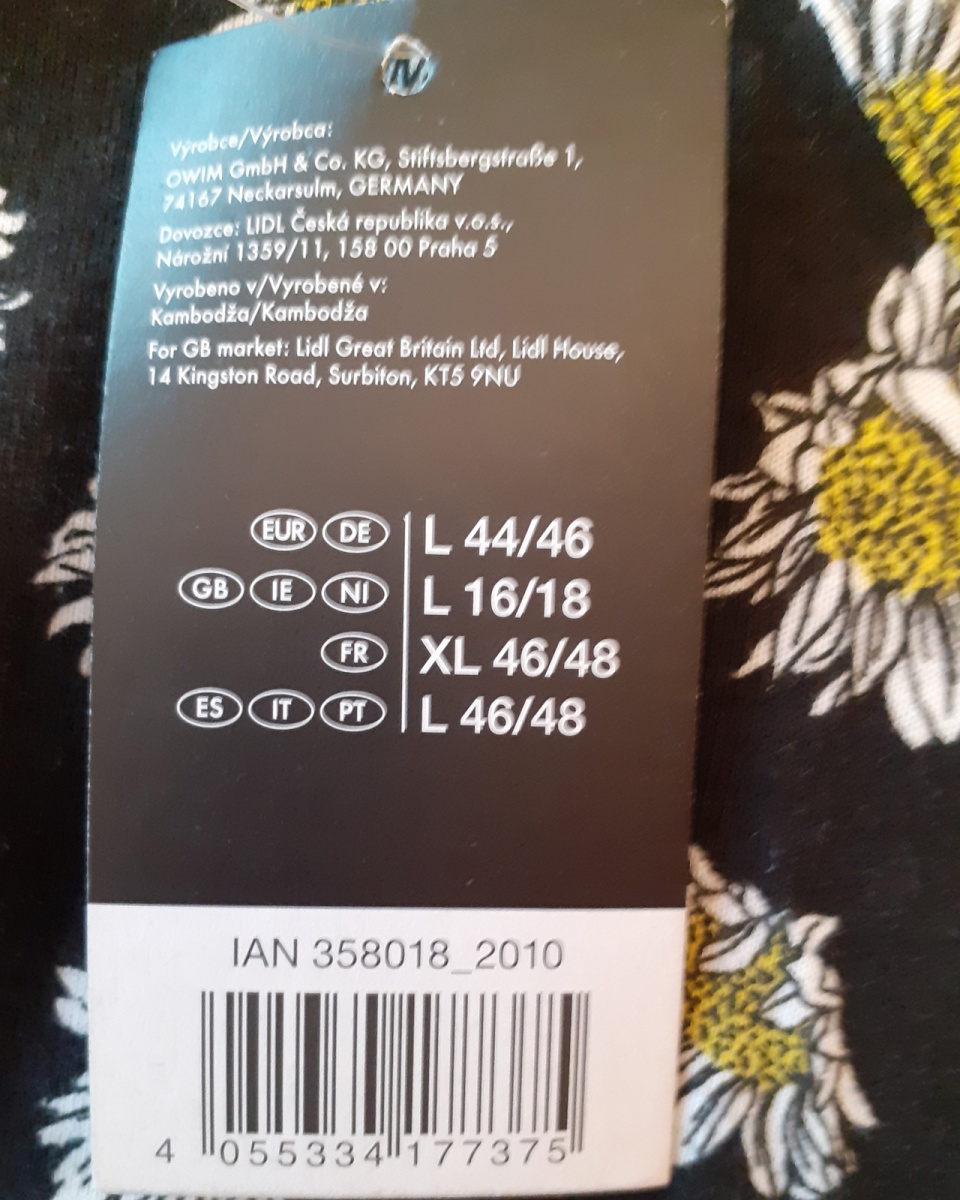 Výrobce/Výrobca:
OWIM GmbH & Co. KG, Stiftsbergstraße 1,
74167 Neckarsulm, GERMANY
Dovozce: LIDL Česká republika v.o.s.,
Nárožní 1359/11, 158 00 Praha 5
Vyrobeno v/Vyrobené v:
Kambodža/Kambodža
For GB market: Lidl Great Britain Ltd, Lidl House,
14 Kingston Road, Surbiton, KT5 9NU
EUR DE L 44/46
GB IE NI L 16/18
FR XL 46/48
ES IT PT L 46/48
IAN 358018_2010
4 055334 177375